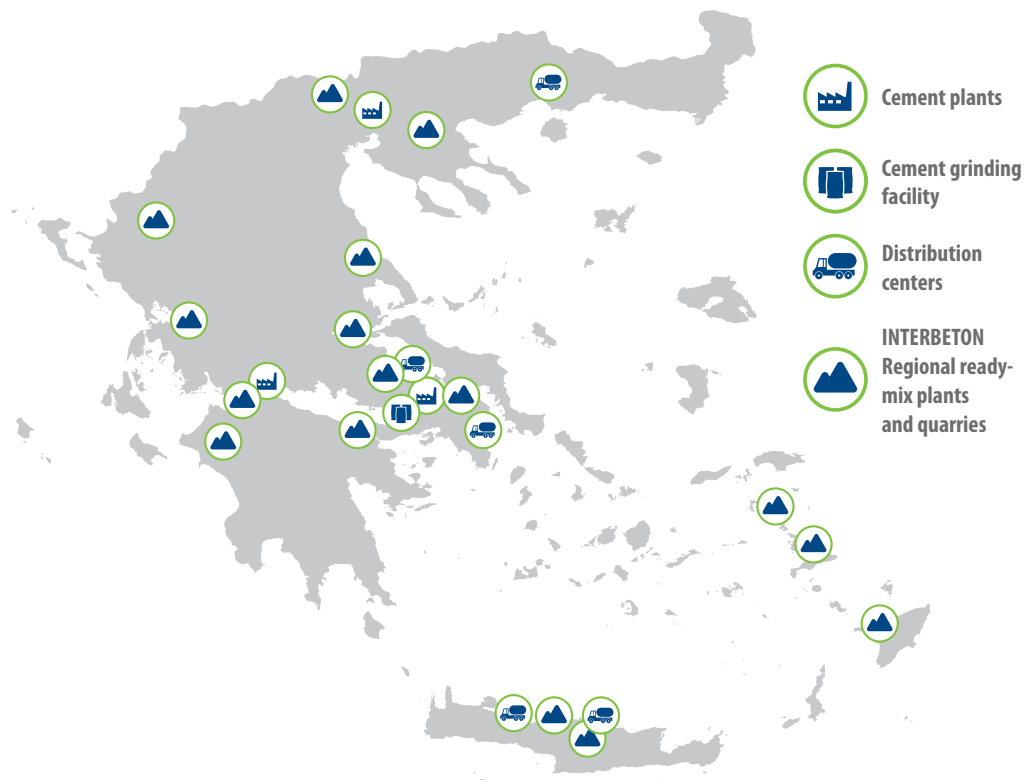 Cement plants
Cement grinding
facility
Distribution
centers
INTERBETON
Regional ready-
mix plants
and quarries